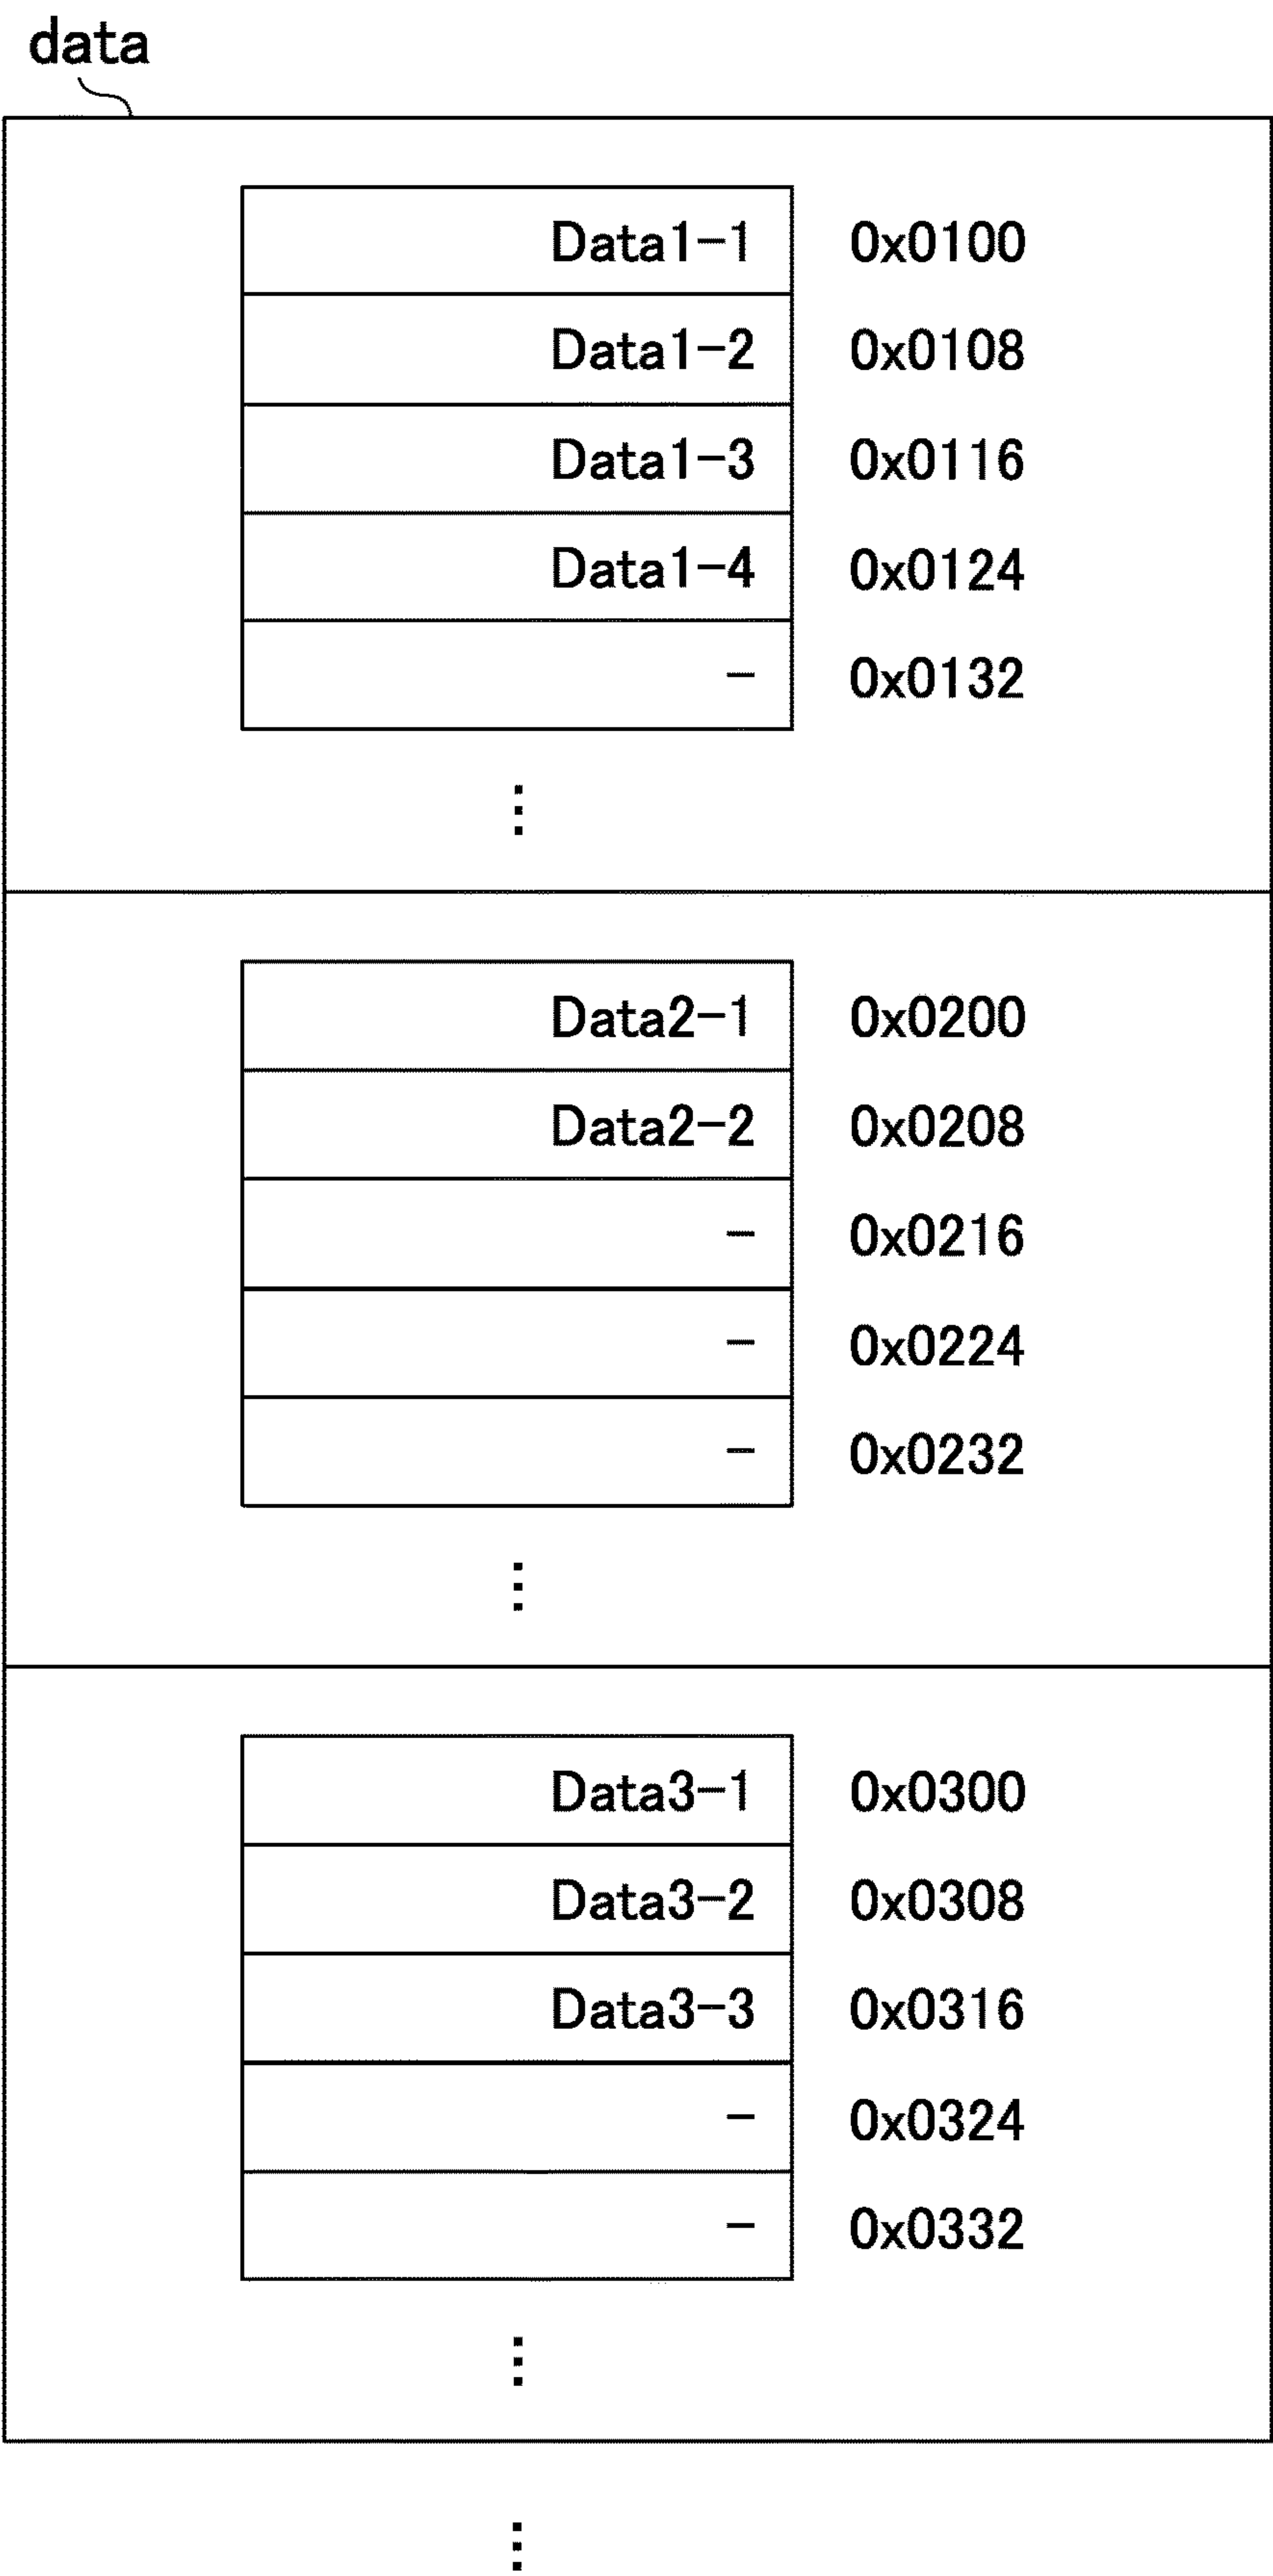 data
Data1-1 0x0100
Data1-2 0x0108
Data1-3 0x0116
Data1-4 0x0124
- 0x0132
⋮
Data2-1 0x0200
Data2-2 0x0208
- 0x0216
- 0x0224
- 0x0232
⋮
Data3-1 0x0300
Data3-2 0x0308
Data3-3 0x0316
- 0x0324
- 0x0332
⋮
⋮